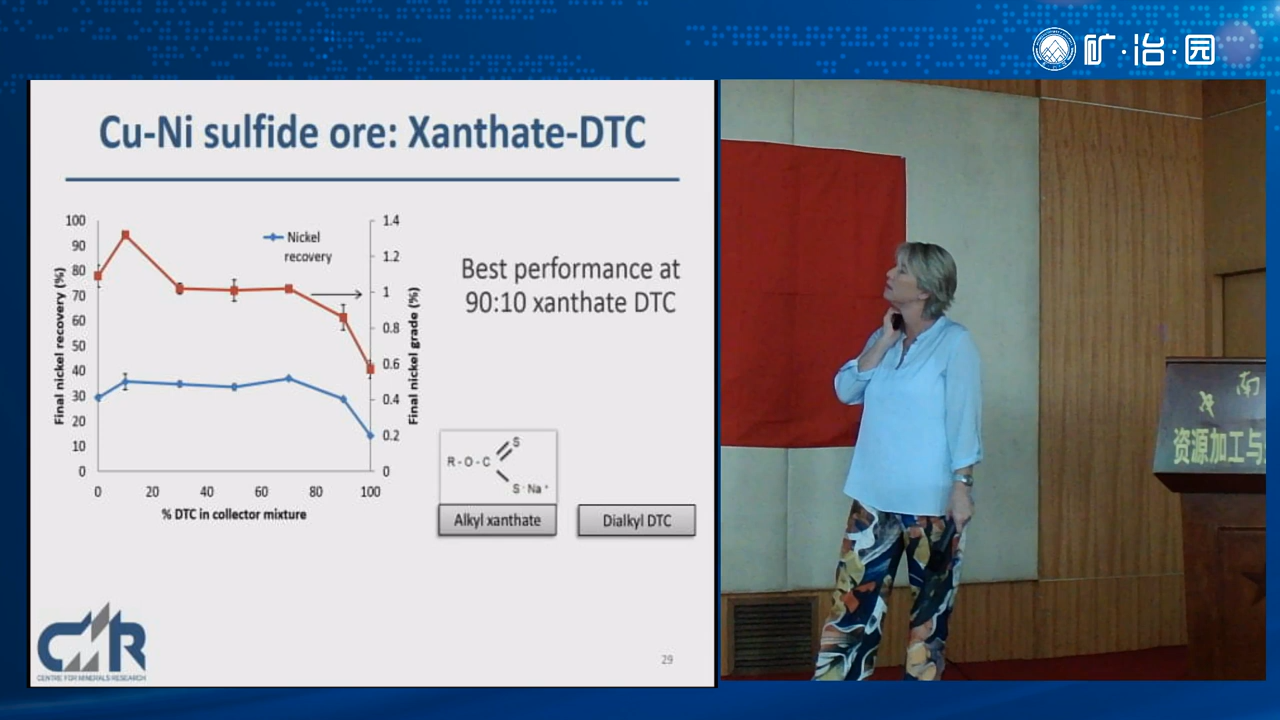 矿·冶·园
Cu-Ni sulfide ore: Xanthate-DTC
100
90
80
70
60
50
40
30
20
10
0
Final nickel recovery (%)
0
20
40
60
80
100
% DTC in collector mixture
1.4
1.2
1
0.8
0.6
0.4
0.2
0
Final nickel grade (%)
Nickel
recovery
Best performance at
90:10 xanthate DTC
R-O-C
S
S⁻Na⁺
Alkyl xanthate
Dialkyl DTC
CMR
CENTRE FOR MINERALS RESEARCH
29
南
资源加工与